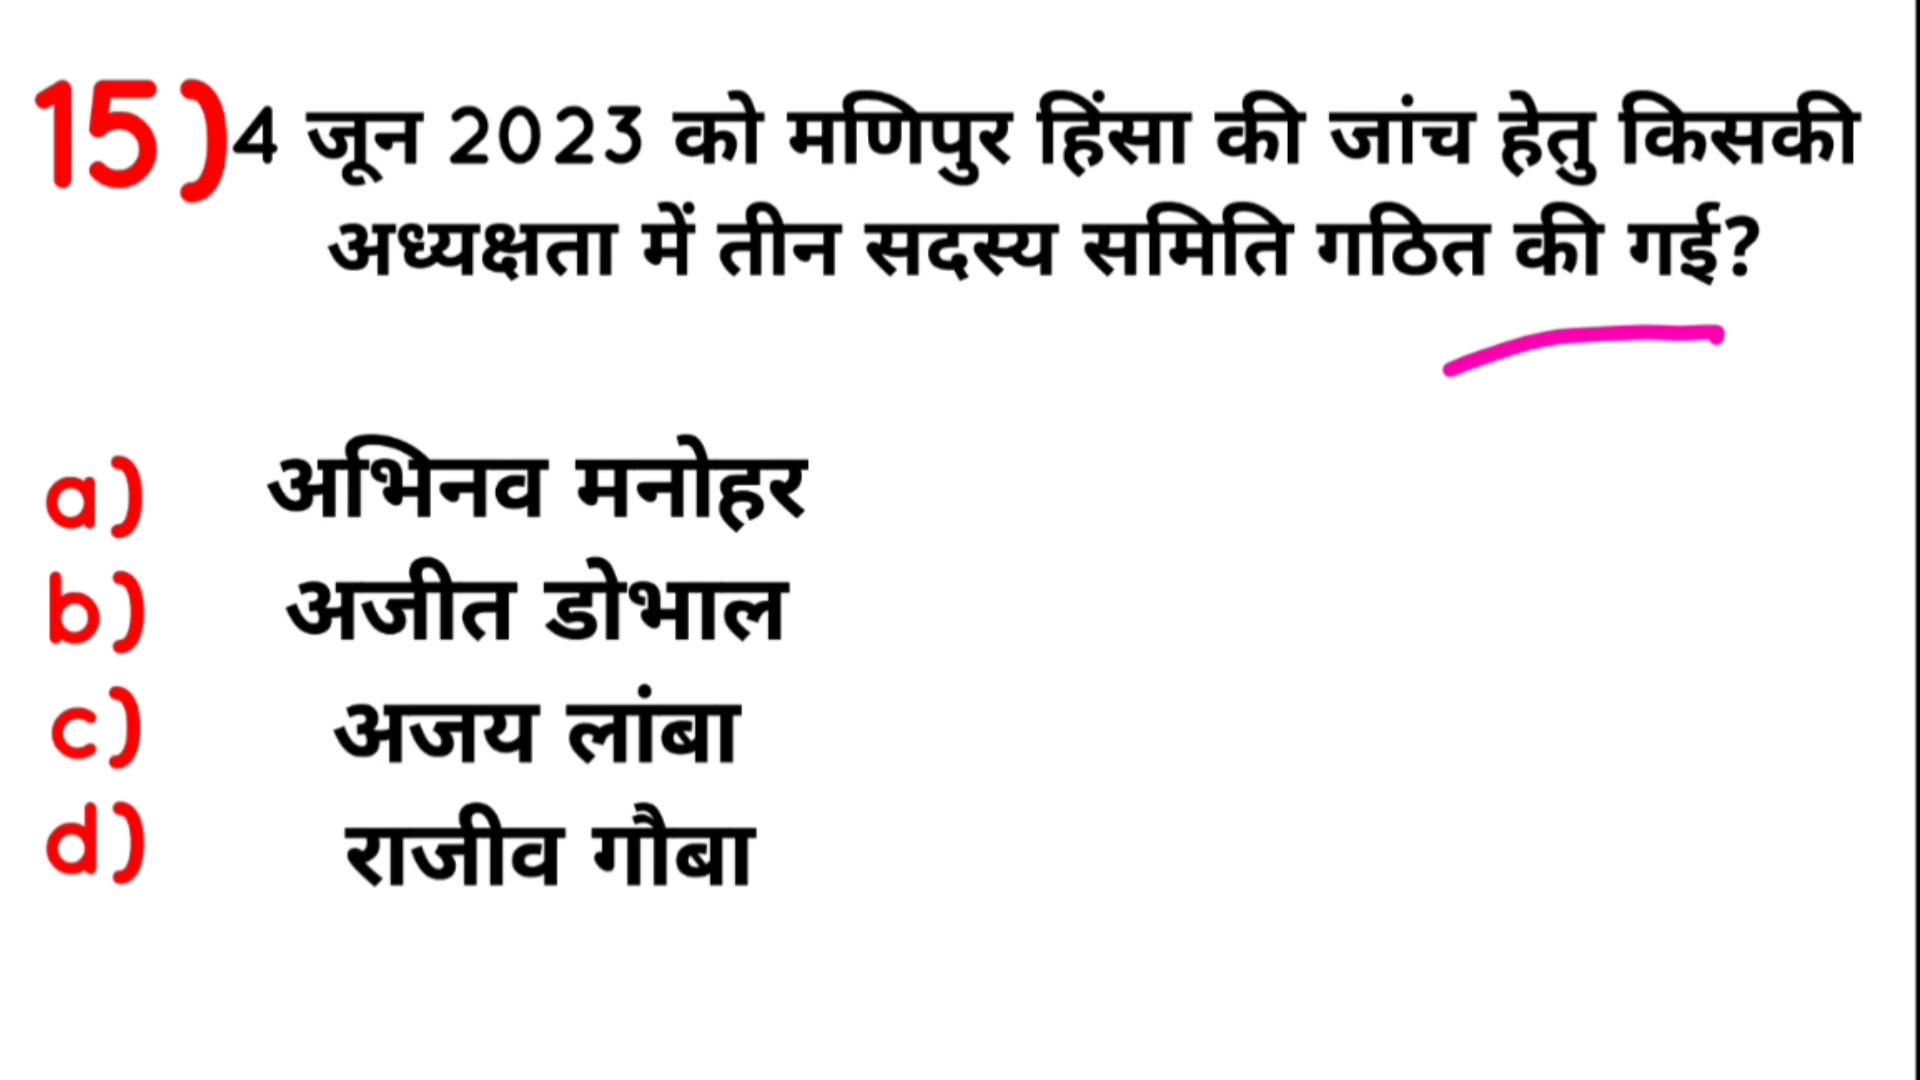 15) 4 जून 2023 को मणिपुर हिंसा की जांच हेतु किसकी
अध्यक्षता में तीन सदस्य समिति गठित की गई?
a) अभिनव मनोहर
b) अजीत डोभाल
c) अजय लांबा
d) राजीव गौबा